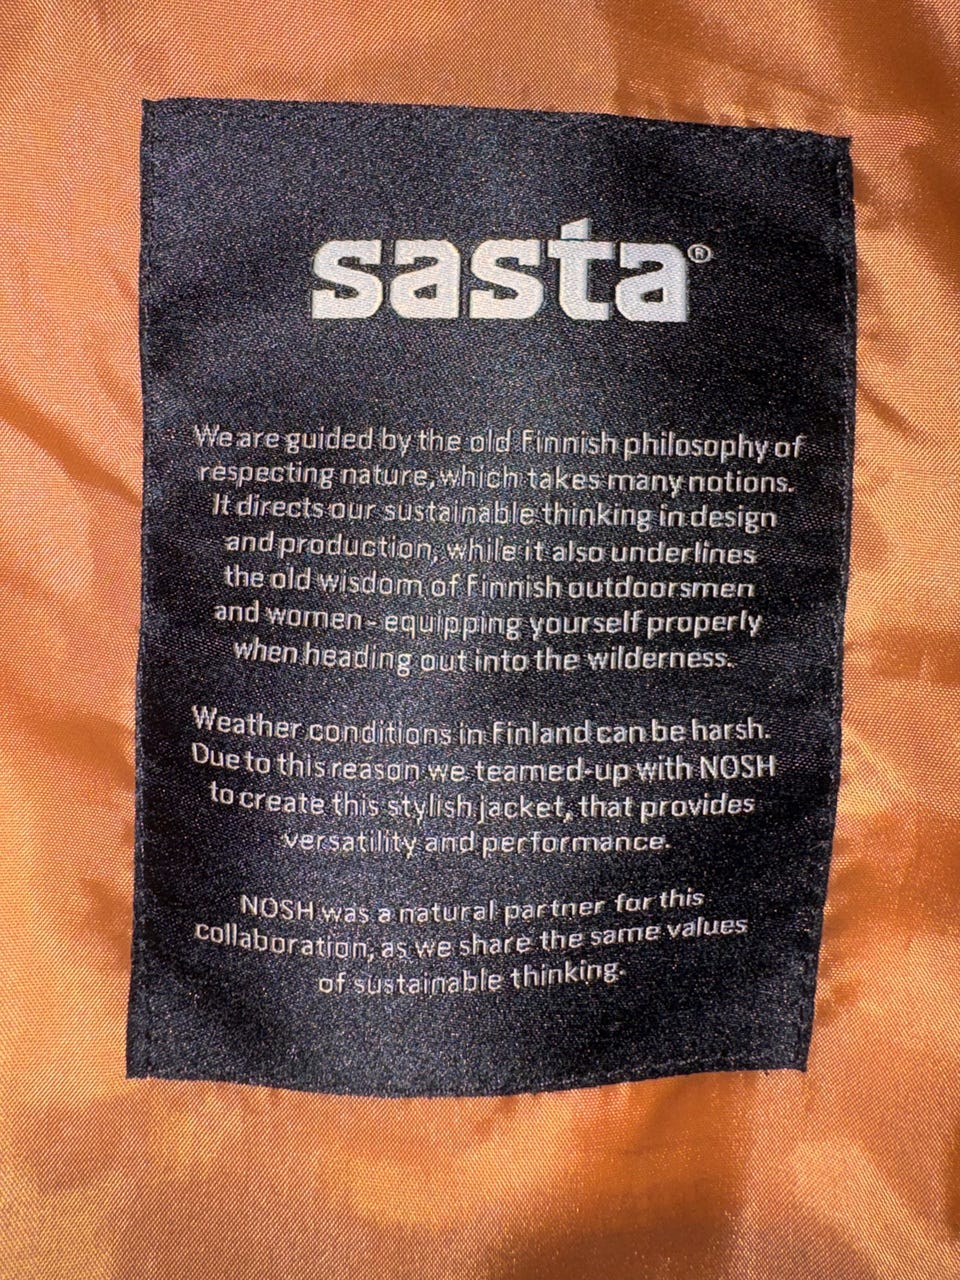 sasta®
We are guided by the old Finnish philosophy of
respecting nature, which takes many notions.
It directs our sustainable thinking in design
and production, while it also underlines
the old wisdom of Finnish outdoorsmen
and women - equipping yourself properly
when heading out into the wilderness.
Weather conditions in Finland can be harsh.
Due to this reason we teamed-up with NOSH
to create this stylish jacket, that provides
versatility and performance.
NOSH was a natural partner for this
collaboration, as we share the same values
of sustainable thinking.